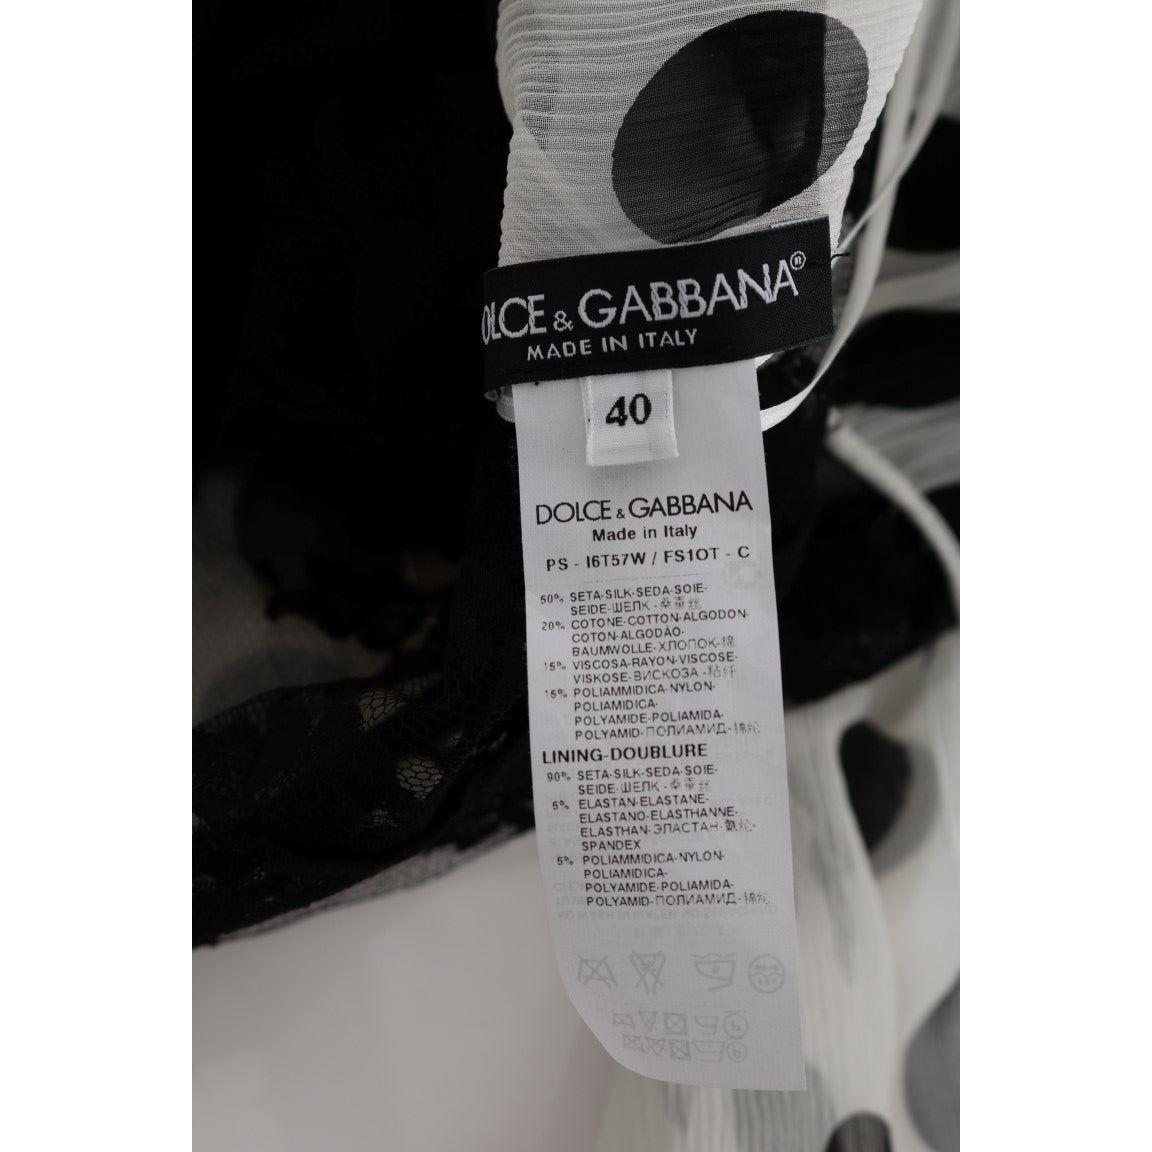 DOLCE & GABBANA®
MADE IN ITALY
40
DOLCE & GABBANA
Made in Italy
PS - I6T57W / FS1OT - C
50% SETA-SILK-SEDA-SOIE-
SEIDE-ШЕЛК-桑蚕丝
20% COTONE-COTTON-ALGODON-
COTON-ALGODÃO-
BAUMWOLLE-ХЛОПОК-棉
15% VISCOSA-RAYON-VISCOSE-
VISKOSE-ВИСКОЗА-粘纤
15% POLIAMMIDICA-NYLON-
POLIAMIDICA-
POLYAMIDE-POLIAMIDA-
POLYAMID-ПОЛИАМИД-锦纶
LINING-DOUBLURE
90% SETA-SILK-SEDA-SOIE-
SEIDE-ШЕЛК-桑蚕丝
5% ELASTAN-ELASTANE-
ELASTANO-ELASTHANNE-
ELASTHAN-ЭЛАСТАН-氨纶-
SPANDEX
5% POLIAMMIDICA-NYLON-
POLIAMIDICA-
POLYAMIDE-POLIAMIDA-
POLYAMID-ПОЛИАМИД-锦纶